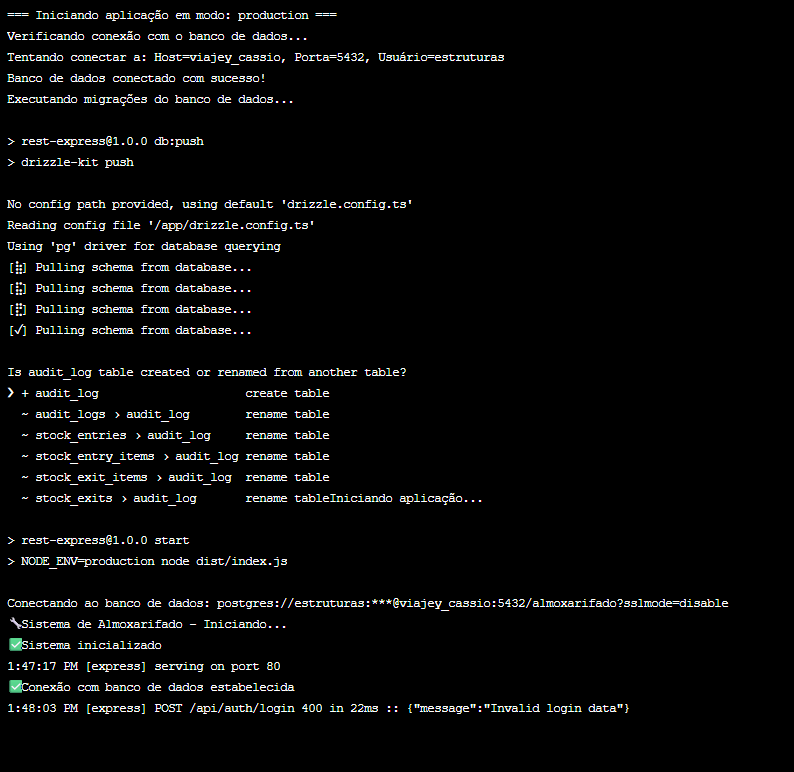 === Iniciando aplicação em modo: production ===
Verificando conexão com o banco de dados...
Tentando conectar a: Host=viajey_cassio, Porta=5432, Usuário=estruturas
Banco de dados conectado com sucesso!
Executando migrações do banco de dados...
> rest-express@1.0.0 db:push
> drizzle-kit push
No config path provided, using default 'drizzle.config.ts'
Reading config file '/app/drizzle.config.ts'
Using 'pg' driver for database querying
[⣷] Pulling schema from database...
[⣯] Pulling schema from database...
[⣟] Pulling schema from database...
[✓] Pulling schema from database...
Is audit_log table created or renamed from another table?
❯ + audit_log create table
~ audit_logs › audit_log rename table
~ stock_entries › audit_log rename table
~ stock_entry_items › audit_log rename table
~ stock_exit_items › audit_log rename table
~ stock_exits › audit_log rename tableIniciando aplicação...
> rest-express@1.0.0 start
> NODE_ENV=production node dist/index.js
Conectando ao banco de dados: postgres://estruturas:***@viajey_cassio:5432/almoxarifado?sslmode=disable
🔧Sistema de Almoxarifado - Iniciando...
✅Sistema inicializado
1:47:17 PM [express] serving on port 80
✅Conexão com banco de dados estabelecida
1:48:03 PM [express] POST /api/auth/login 400 in 22ms :: {"message":"Invalid login data"}